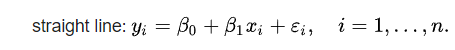 straight line: yᵢ = β₀ + β₁xᵢ + εᵢ, i = 1, . . . , n.